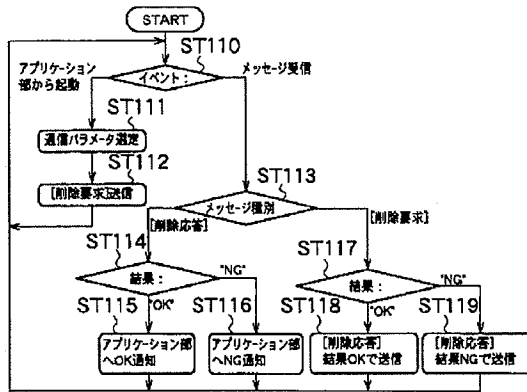 START
ST110
アプリケーション
部から起動
イベント：
メッセージ受信
ST111
通信パラメータ選定
ST112
[削除要求]送信
ST113
メッセージ種別
[削除応答]
[削除要求]
ST114
結果：
"NG"
"OK"
ST117
結果：
"NG"
"OK"
ST115
アプリケーション部
へOK通知
ST116
アプリケーション部
へNG通知
ST118
[削除応答]
結果OKで送信
ST119
[削除応答]
結果NGで送信